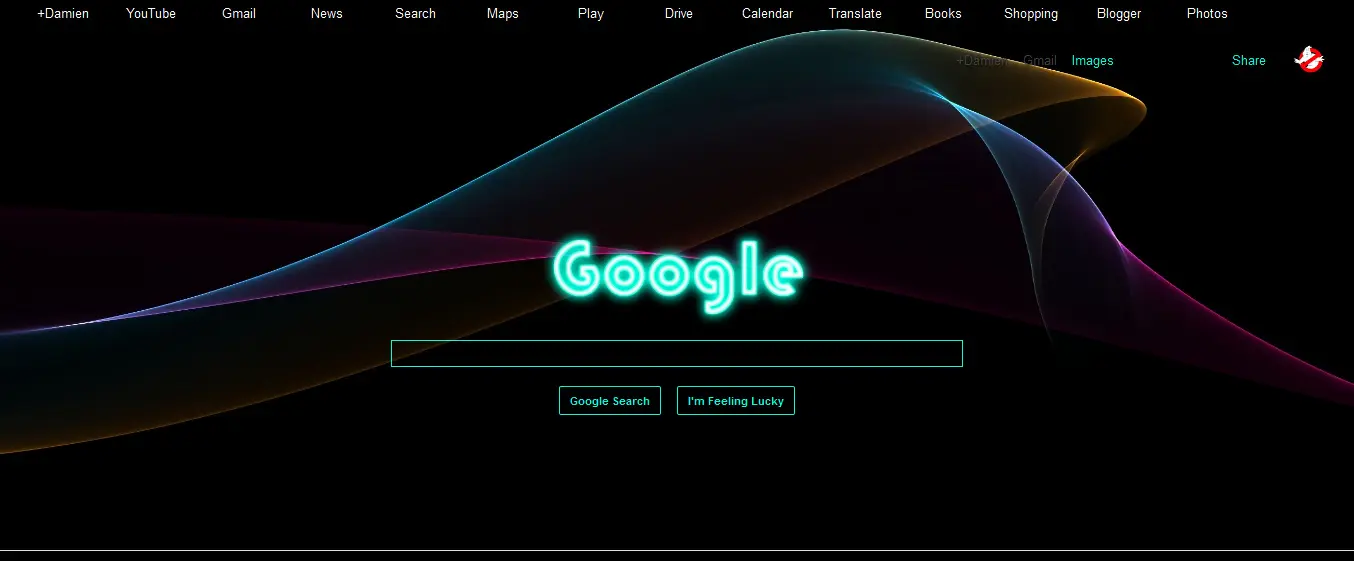 +Damien YouTube Gmail News Search Maps Play Drive Calendar Translate Books Shopping Blogger Photos
+Damien Gmail Images Share
Google
Google Search I'm Feeling Lucky